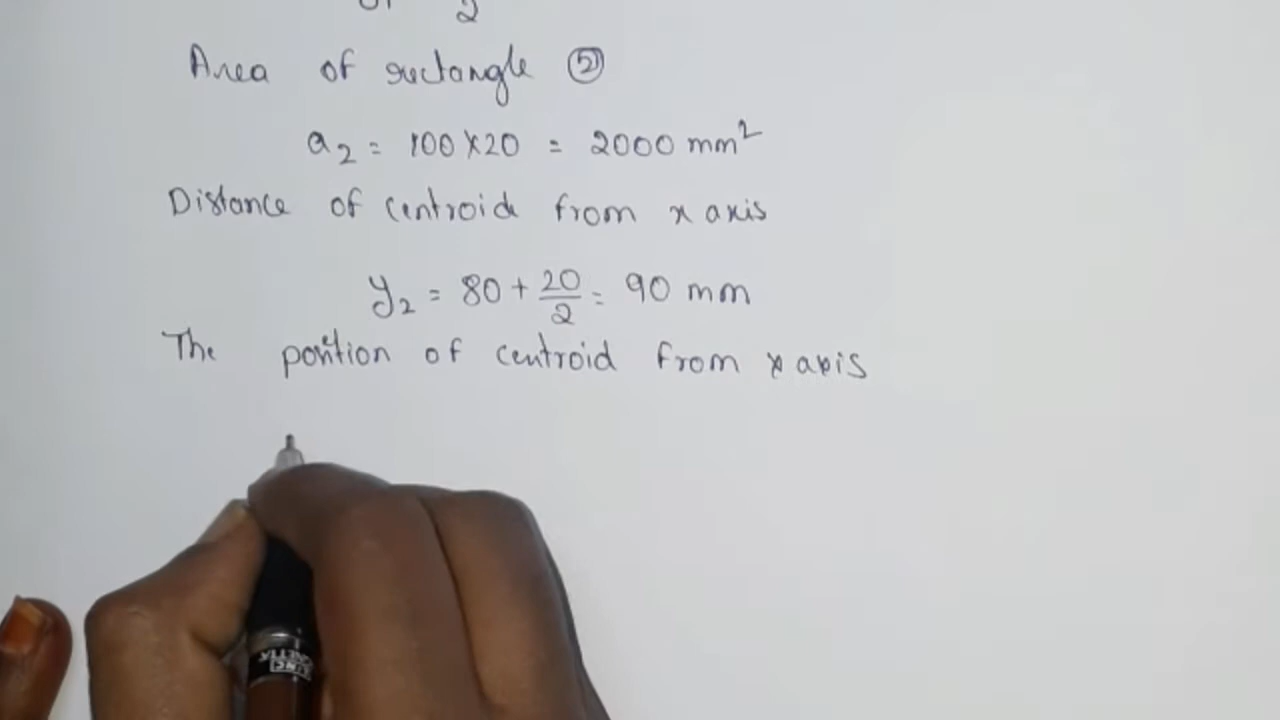 2
Area of rectangle ②
a₂ = 100 × 20 = 2000 mm²
Distance of centroid from x axis
y₂ = 80 + 20/2 = 90 mm
The position of centroid from x axis